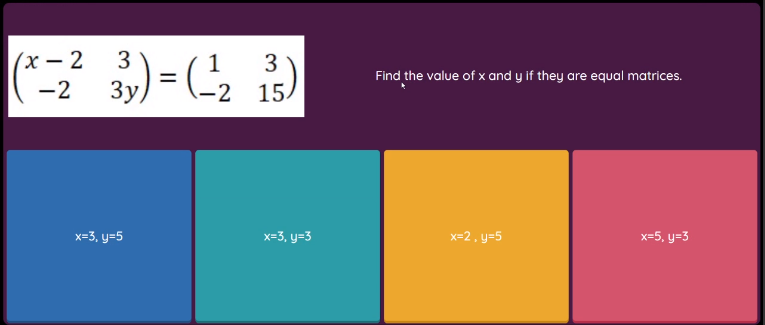 (x − 2 3
−2 3y) = (1 3
−2 15)
Find the value of x and y if they are equal matrices.
x=3, y=5
x=3, y=3
x=2 , y=5
x=5, y=3